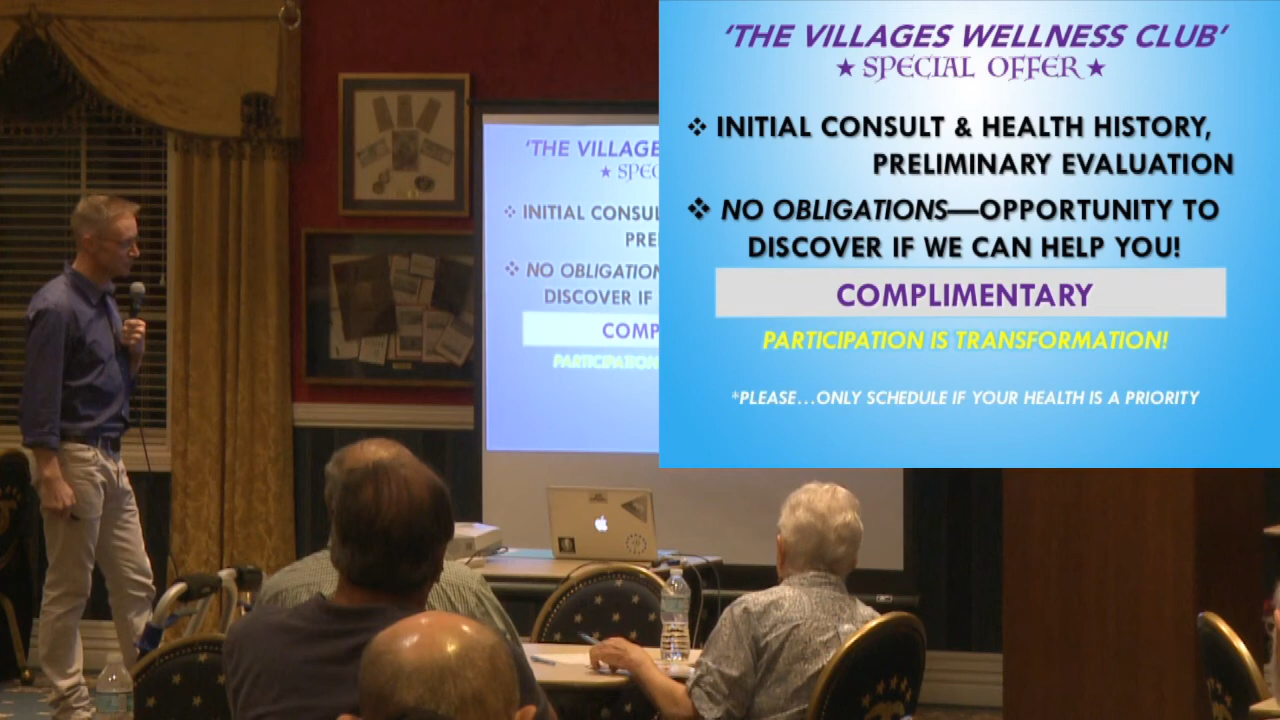 'THE VILLAGES WELLNESS CLUB'
★ SPECIAL OFFER ★
❖ INITIAL CONSULT & HEALTH HISTORY,
PRELIMINARY EVALUATION
❖ NO OBLIGATIONS—OPPORTUNITY TO
DISCOVER IF WE CAN HELP YOU!
COMPLIMENTARY
PARTICIPATION IS TRANSFORMATION!
*PLEASE...ONLY SCHEDULE IF YOUR HEALTH IS A PRIORITY
'THE VILLAGE
★ SPEC
❖ INITIAL CONSUL
PRE
❖ NO OBLIGATION
DISCOVER IF
COMP
PARTICIPATION